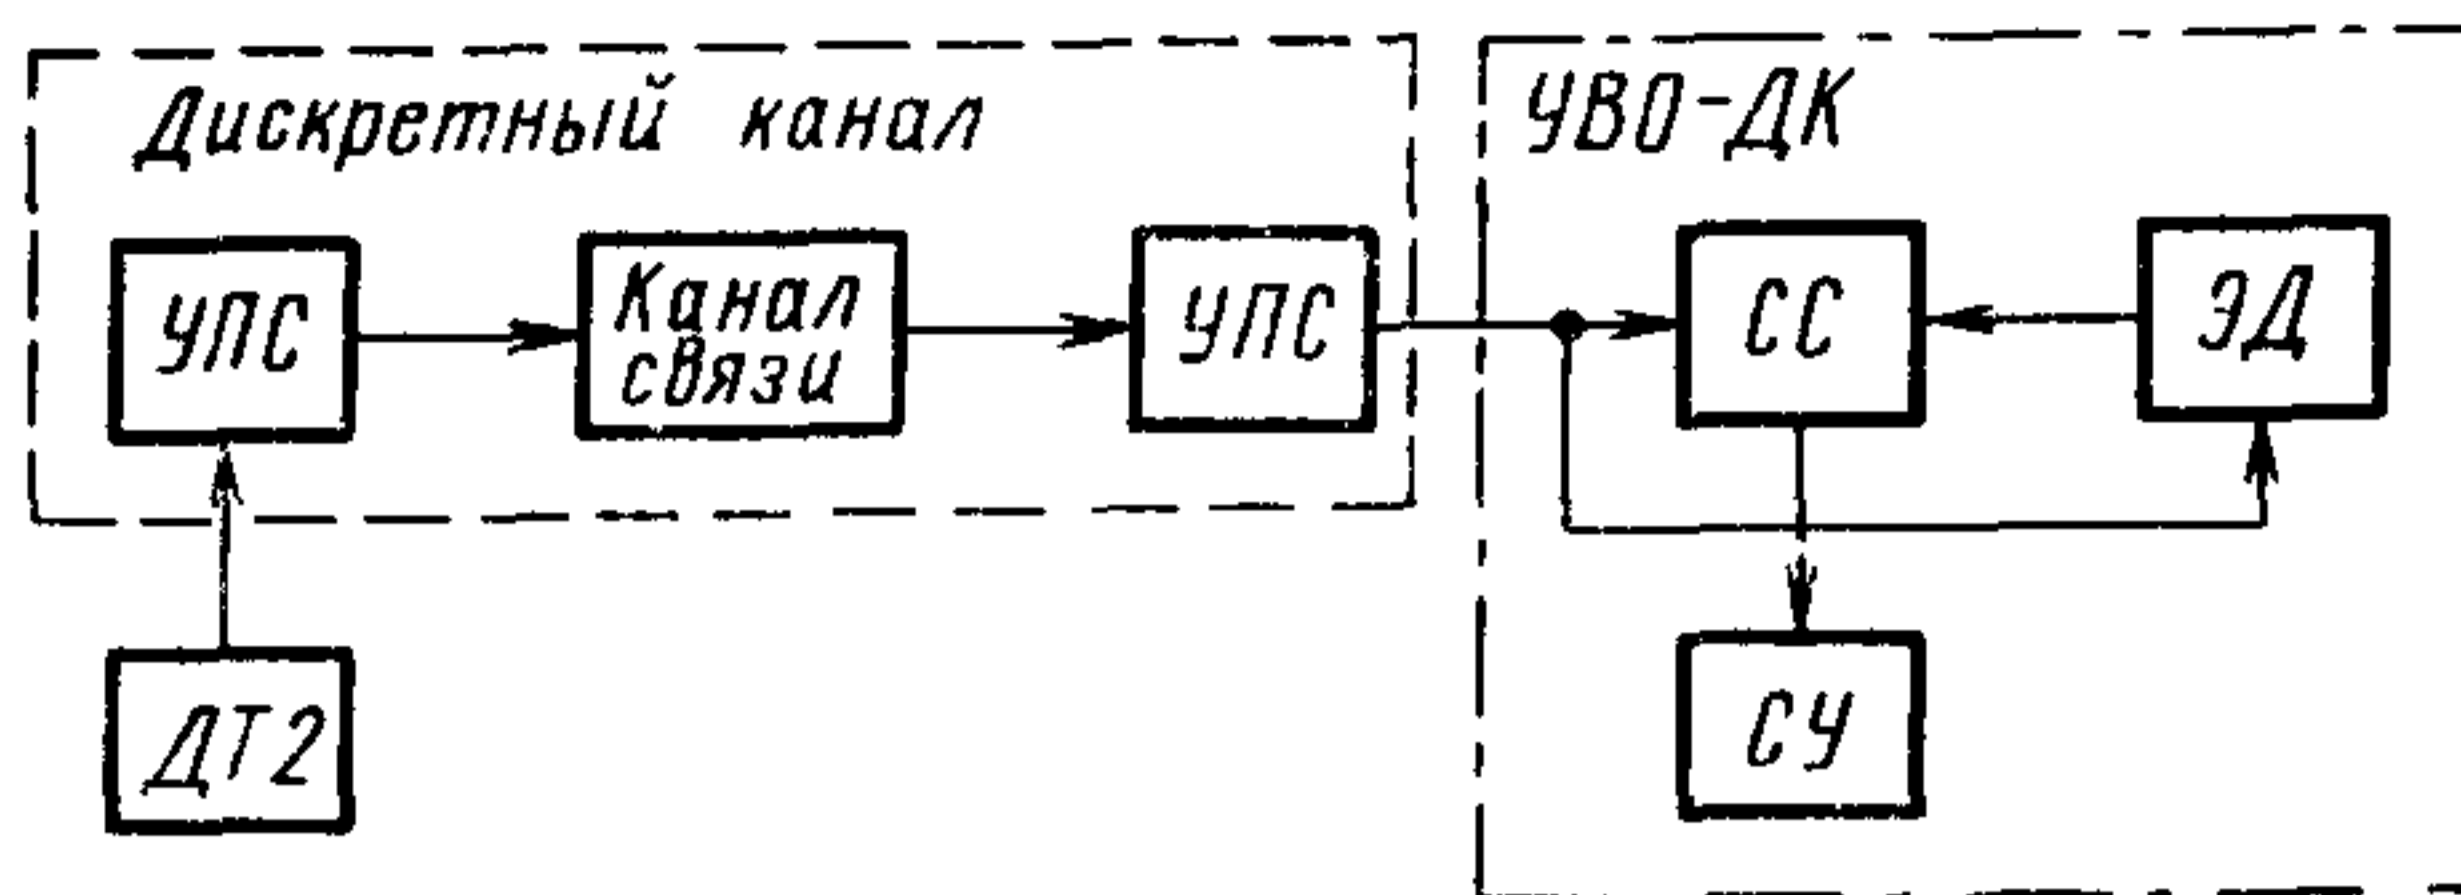 Дискретный канал
УВО-ДК
УПС
Канал
связи
УПС
СС
ЭД
ДТ2
СУ